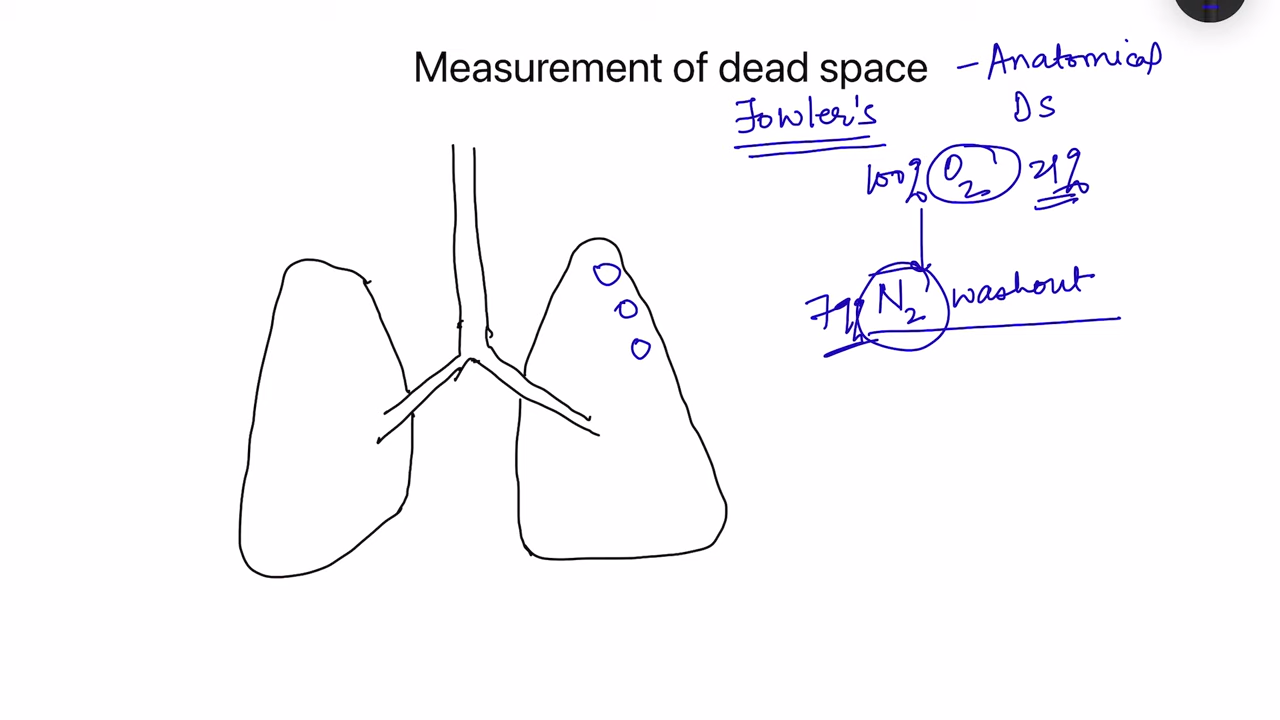 Measurement of dead space – Anatomical
Fowler's DS
100% O2 21%
79% N2 washout